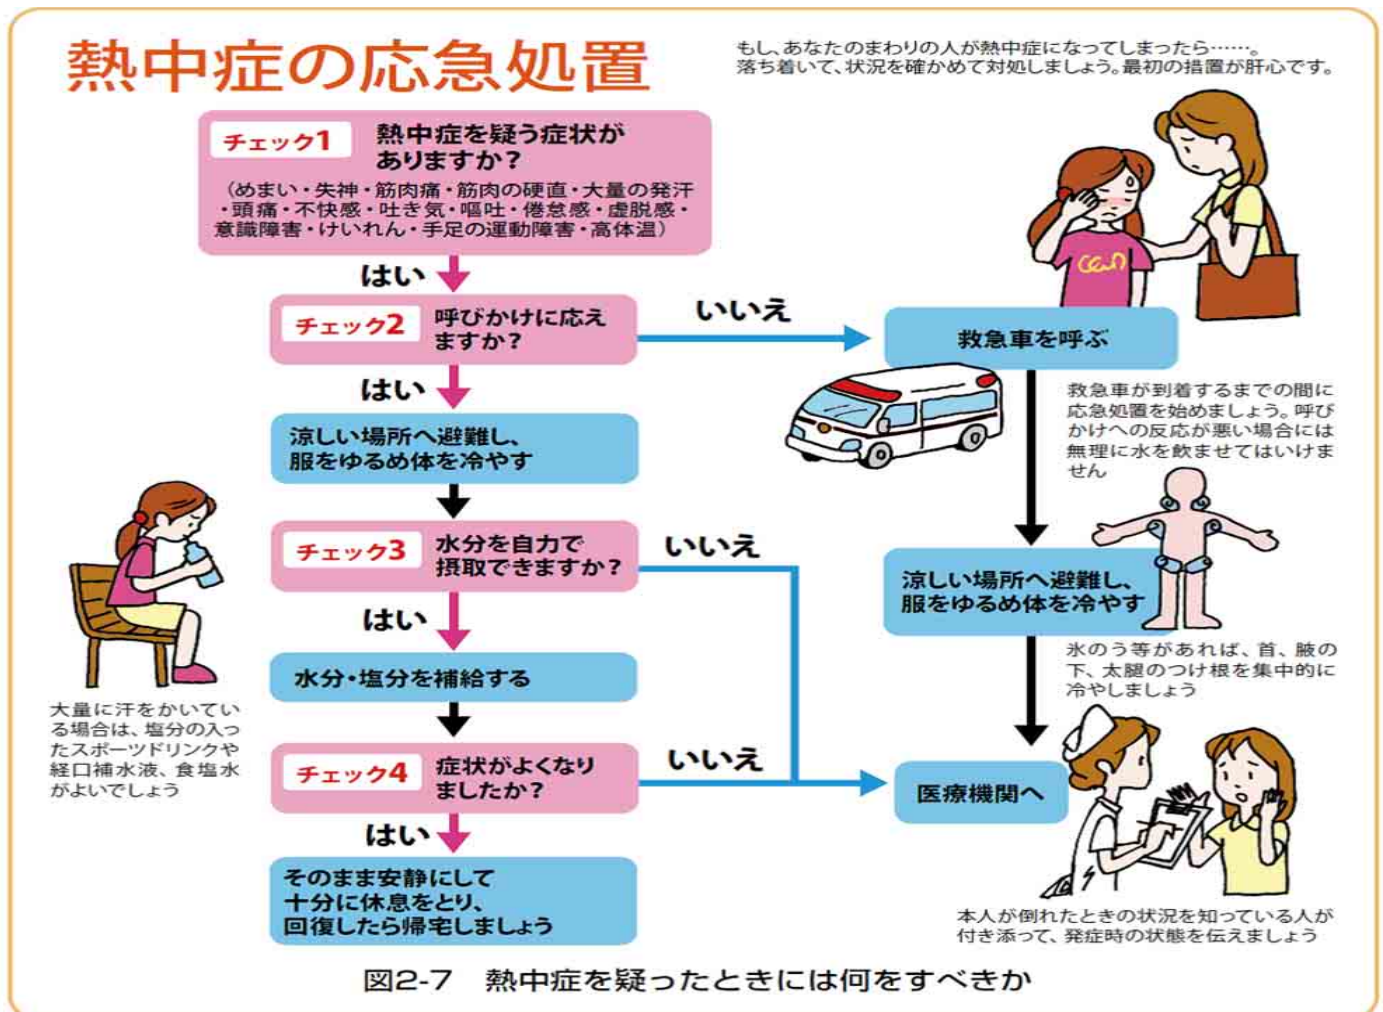 熱中症の応急処置
もし、あなたのまわりの人が熱中症になってしまったら……。
落ち着いて、状況を確かめて対処しましょう。最初の措置が肝心です。
チェック1
熱中症を疑う症状が
ありますか？
（めまい・失神・筋肉痛・筋肉の硬直・大量の発汗
・頭痛・不快感・吐き気・嘔吐・倦怠感・虚脱感・
意識障害・けいれん・手足の運動障害・高体温）
はい
チェック2
呼びかけに応え
ますか？
いいえ
救急車を呼ぶ
救急車が到着するまでの間に
応急処置を始めましょう。呼び
かけへの反応が悪い場合には
無理に水を飲ませてはいけま
せん
はい
涼しい場所へ避難し、
服をゆるめ体を冷やす
チェック3
水分を自力で
摂取できますか？
いいえ
涼しい場所へ避難し、
服をゆるめ体を冷やす
氷のう等があれば、首、腋の
下、太腿のつけ根を集中的に
冷やしましょう
はい
水分・塩分を補給する
大量に汗をかいてい
る場合は、塩分の入っ
たスポーツドリンクや
経口補水液、食塩水
がよいでしょう
チェック4
症状がよくなり
ましたか？
いいえ
医療機関へ
本人が倒れたときの状況を知っている人が
付き添って、発症時の状態を伝えましょう
はい
そのまま安静にして
十分に休息をとり、
回復したら帰宅しましょう
図2-7　熱中症を疑ったときには何をすべきか